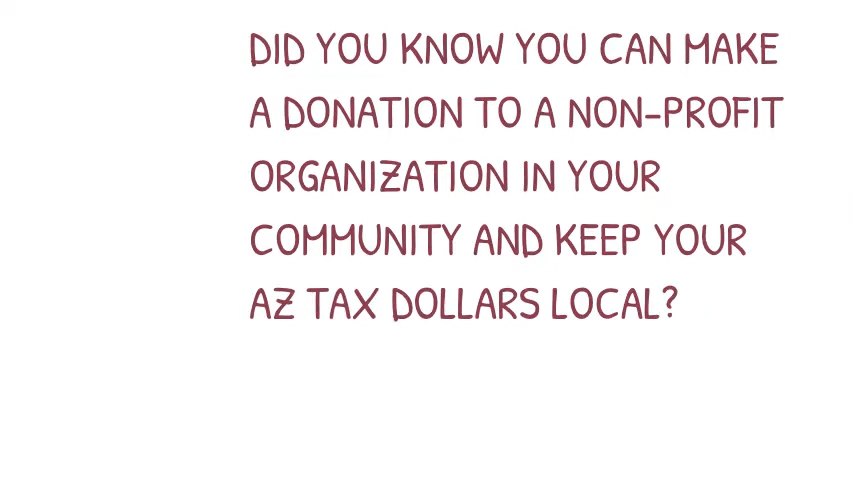 DID YOU KNOW YOU CAN MAKE
A DONATION TO A NON-PROFIT
ORGANIZATION IN YOUR
COMMUNITY AND KEEP YOUR
AZ TAX DOLLARS LOCAL?